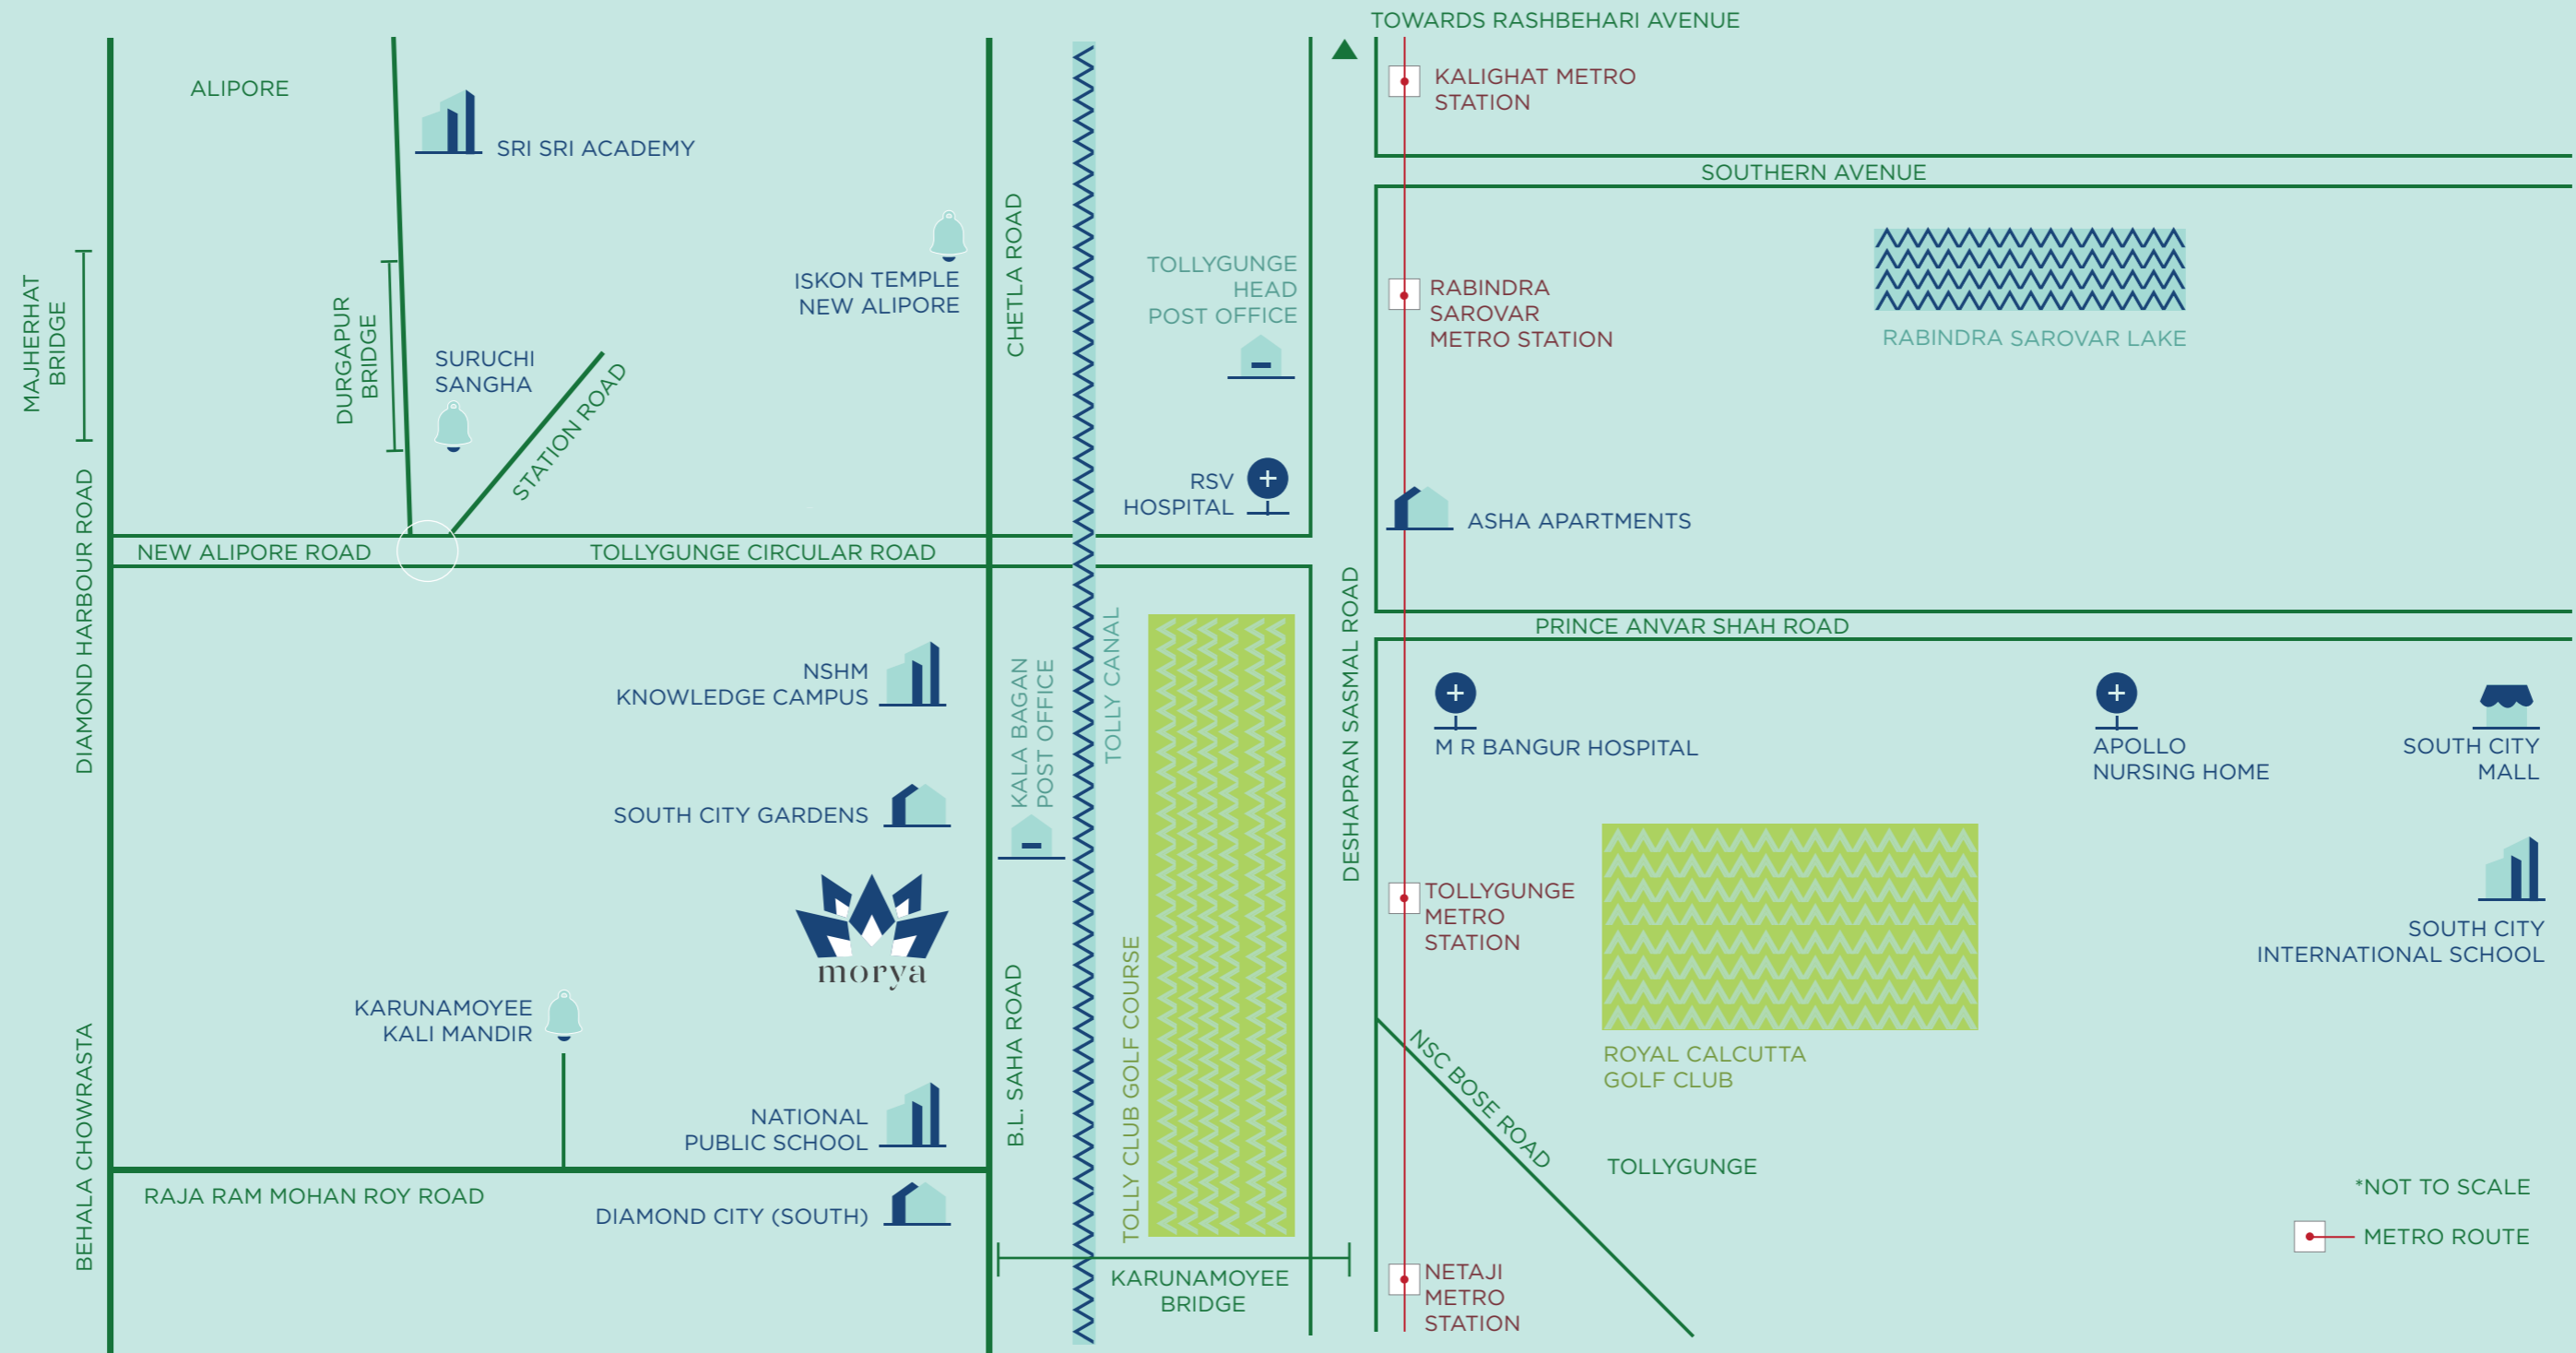 TOWARDS RASHBEHARI AVENUE
ALIPORE
SRI SRI ACADEMY
KALIGHAT METRO
STATION
SOUTHERN AVENUE
MAJHERHAT
BRIDGE
DURGAPUR
BRIDGE
SURUCHI
SANGHA
STATION ROAD
ISKON TEMPLE
NEW ALIPORE
CHETLA ROAD
TOLLYGUNGE
HEAD
POST OFFICE
RABINDRA
SAROVAR
METRO STATION
RABINDRA SAROVAR LAKE
RSV
HOSPITAL
ASHA APARTMENTS
DIAMOND HARBOUR ROAD
NEW ALIPORE ROAD
TOLLYGUNGE CIRCULAR ROAD
DESHAPRAN SASMAL ROAD
PRINCE ANVAR SHAH ROAD
NSHM
KNOWLEDGE CAMPUS
KALA BAGAN
POST OFFICE
TOLLY CANAL
M R BANGUR HOSPITAL
APOLLO
NURSING HOME
SOUTH CITY
MALL
SOUTH CITY GARDENS
morya
TOLLYGUNGE
METRO
STATION
SOUTH CITY
INTERNATIONAL SCHOOL
BEHALA CHOWRASTA
KARUNAMOYEE
KALI MANDIR
B.L. SAHA ROAD
TOLLY CLUB GOLF COURSE
NSC BOSE ROAD
ROYAL CALCUTTA
GOLF CLUB
NATIONAL
PUBLIC SCHOOL
TOLLYGUNGE
RAJA RAM MOHAN ROY ROAD
DIAMOND CITY (SOUTH)
*NOT TO SCALE
METRO ROUTE
KARUNAMOYEE
BRIDGE
NETAJI
METRO
STATION